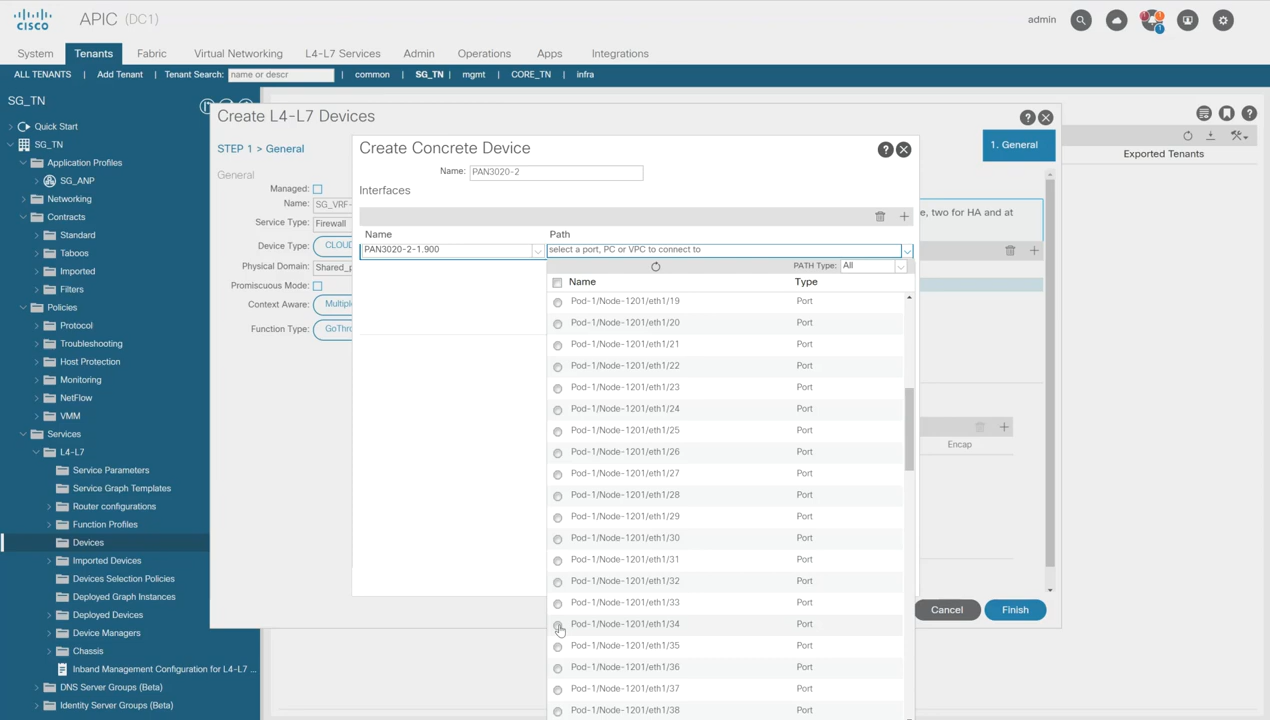 CISCO
APIC (DC1)
admin
System
Tenants
Fabric
Virtual Networking
L4-L7 Services
Admin
Operations
Apps
Integrations
ALL TENANTS | Add Tenant | Tenant Search: name or descr | common | SG_TN | mgmt | CORE_TN | infra
SG_TN
Quick Start
SG_TN
Application Profiles
SG_ANP
Networking
Contracts
Standard
Taboos
Imported
Filters
Policies
Protocol
Troubleshooting
Host Protection
Monitoring
NetFlow
VMM
Services
L4-L7
Service Parameters
Service Graph Templates
Router configurations
Function Profiles
Devices
Imported Devices
Devices Selection Policies
Deployed Graph Instances
Deployed Devices
Device Managers
Chassis
Inband Management Configuration for L4-L7 ...
DNS Server Groups (Beta)
Identity Server Groups (Beta)
Create L4-L7 Devices
STEP 1 > General
1. General
General
Managed:
Name: SG_VRF-
Service Type: Firewall
Device Type: CLOUD
Physical Domain: Shared_p
Promiscuous Mode:
Context Aware: Multipl
Function Type: GoThr
Create Concrete Device
Name: PAN3020-2
Interfaces
Name
Path
PAN3020-2-1.900
select a port, PC or VPC to connect to
PATH Type: All
Name
Type
Pod-1/Node-1201/eth1/19 Port
Pod-1/Node-1201/eth1/20 Port
Pod-1/Node-1201/eth1/21 Port
Pod-1/Node-1201/eth1/22 Port
Pod-1/Node-1201/eth1/23 Port
Pod-1/Node-1201/eth1/24 Port
Pod-1/Node-1201/eth1/25 Port
Pod-1/Node-1201/eth1/26 Port
Pod-1/Node-1201/eth1/27 Port
Pod-1/Node-1201/eth1/28 Port
Pod-1/Node-1201/eth1/29 Port
Pod-1/Node-1201/eth1/30 Port
Pod-1/Node-1201/eth1/31 Port
Pod-1/Node-1201/eth1/32 Port
Pod-1/Node-1201/eth1/33 Port
Pod-1/Node-1201/eth1/34 Port
Pod-1/Node-1201/eth1/35 Port
Pod-1/Node-1201/eth1/36 Port
Pod-1/Node-1201/eth1/37 Port
Pod-1/Node-1201/eth1/38 Port
Exported Tenants
e, two for HA and at
Encap
Cancel
Finish